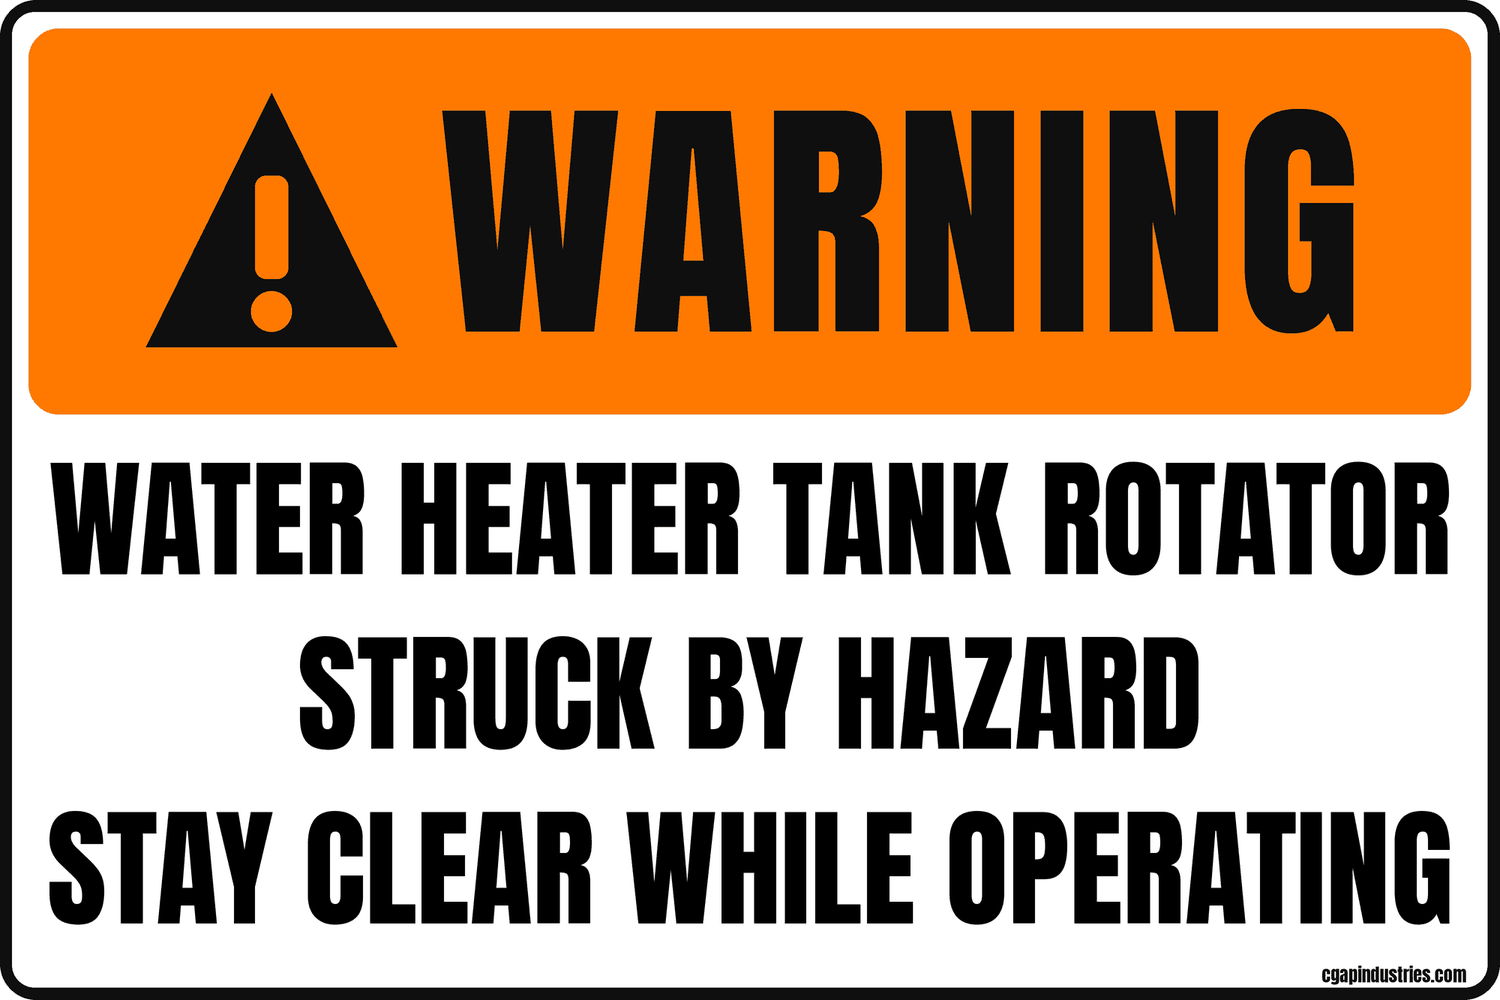 WARNING
WATER HEATER TANK ROTATOR
STRUCK BY HAZARD
STAY CLEAR WHILE OPERATING
cgapindustries.com